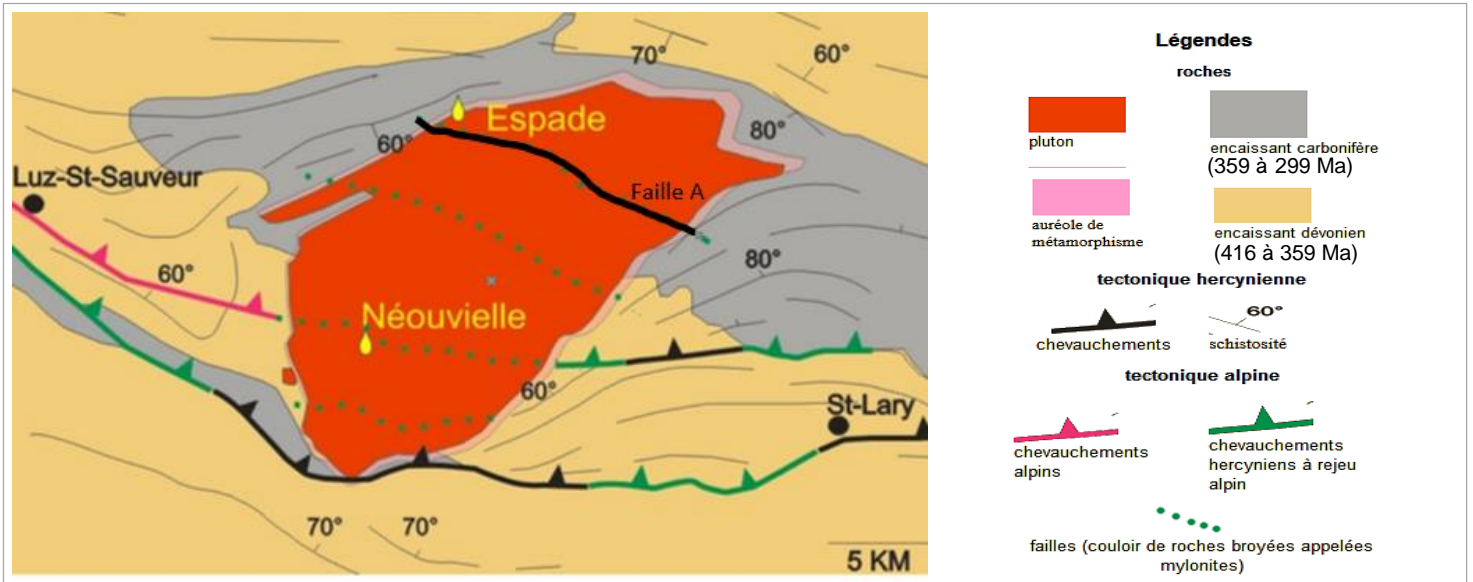 70°
60°
Espade
60°
80°
Luz-St-Sauveur
Faille A
60°
80°
Néouvielle
60°
St-Lary
70°
70°
5 KM
Légendes
roches
pluton
encaissant carbonifère
(359 à 299 Ma)
auréole de
métamorphisme
encaissant dévonien
(416 à 359 Ma)
tectonique hercynienne
60°
chevauchements
schistosité
tectonique alpine
chevauchements
alpins
chevauchements
hercyniens à rejeu
alpin
failles (couloir de roches broyées appelées
mylonites)